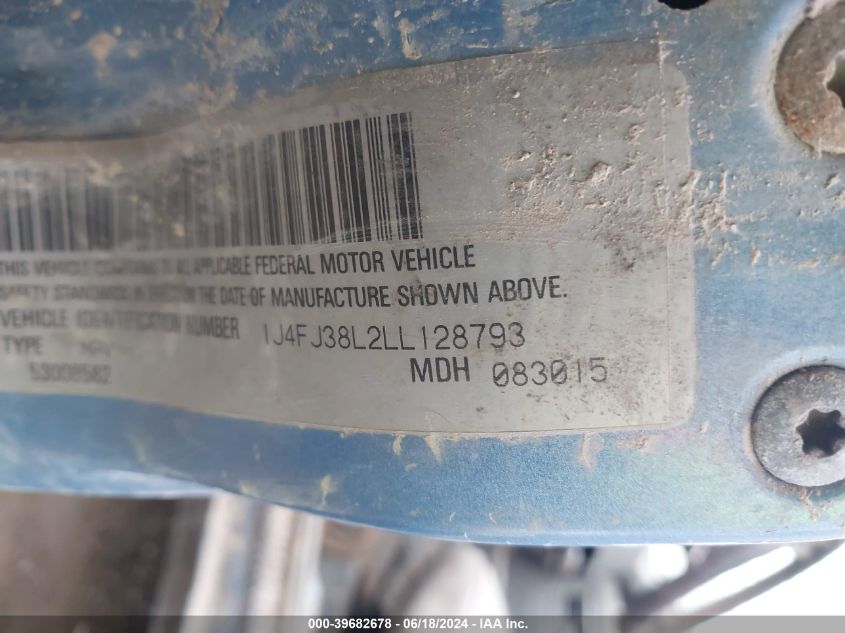 THIS VEHICLE CONFORMS TO ALL APPLICABLE FEDERAL MOTOR VEHICLE
SAFETY STANDARDS IN EFFECT ON THE DATE OF MANUFACTURE SHOWN ABOVE.
VEHICLE IDENTIFICATION NUMBER 1J4FJ38L2LL128793
TYPE
MDH 083015
53008582
000-39682678 - 06/18/2024 - IAA Inc.